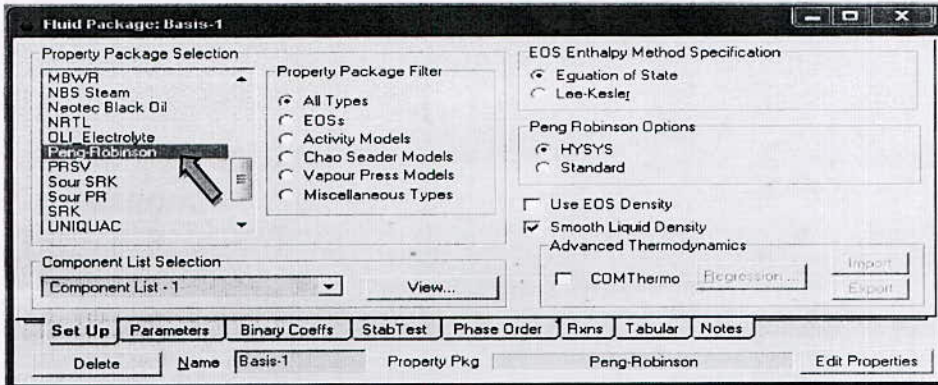 Fluid Package: Basis-1
Property Package Selection
MBWR
NBS Steam
Neotec Black Oil
NRTL
OLI_Electrolyte
Peng-Robinson
PRSV
Sour SRK
Sour PR
SRK
UNIQUAC
Property Package Filter
All Types
EOSs
Activity Models
Chao Seader Models
Vapour Press Models
Miscellaneous Types
EOS Enthalpy Method Specification
Equation of State
Lee-Kesler
Peng Robinson Options
HYSYS
Standard
Use EOS Density
Smooth Liquid Density
Component List Selection
Component List - 1
View...
Advanced Thermodynamics
COMThermo
Regression...
Import
Export
Set Up
Parameters
Binary Coeffs
StabTest
Phase Order
Rxns
Tabular
Notes
Delete
Name Basis-1
Property Pkg Peng-Robinson
Edit Properties